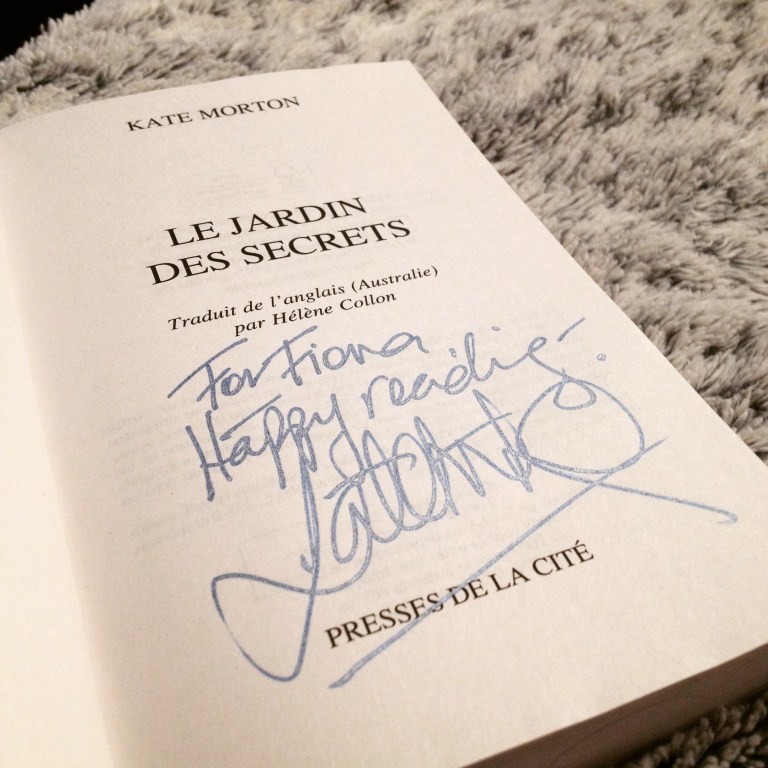 KATE MORTON
LE JARDIN
DES SECRETS
Traduit de l'anglais (Australie)
par Hélène Collon
For Fiona
Happy reading.
PRESSES DE LA CITÉ